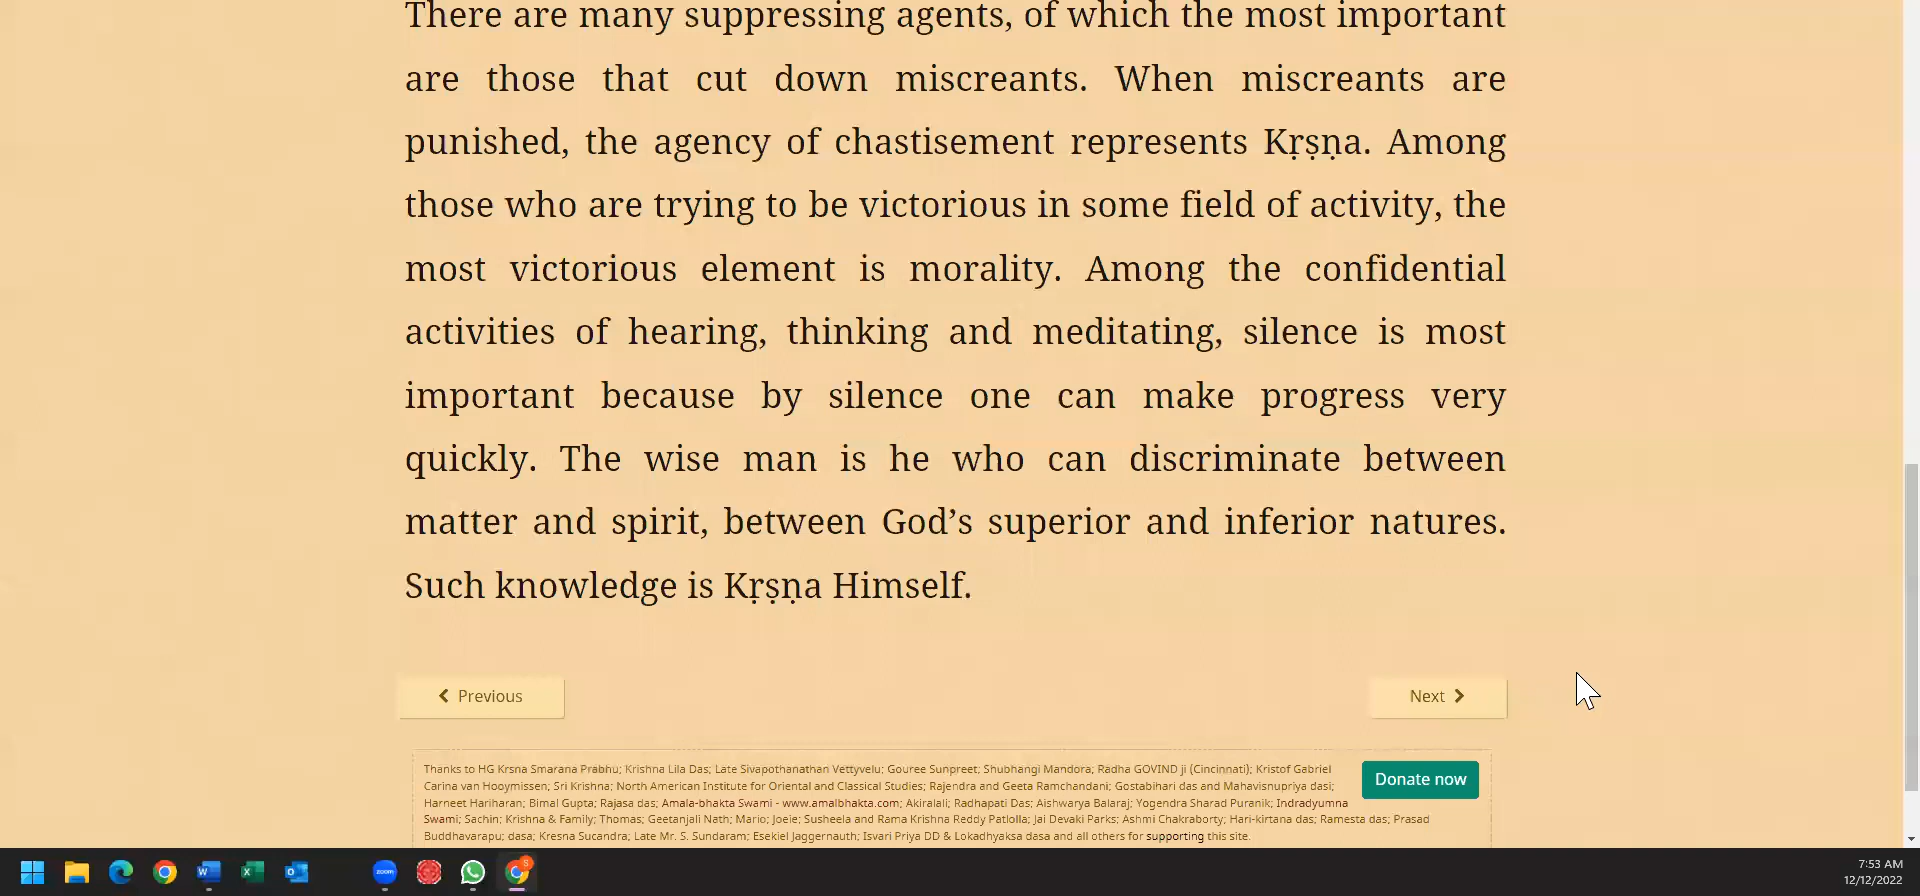 There are many suppressing agents, of which the most important
are those that cut down miscreants. When miscreants are
punished, the agency of chastisement represents Kṛṣṇa. Among
those who are trying to be victorious in some field of activity, the
most victorious element is morality. Among the confidential
activities of hearing, thinking and meditating, silence is most
important because by silence one can make progress very
quickly. The wise man is he who can discriminate between
matter and spirit, between God’s superior and inferior natures.
Such knowledge is Kṛṣṇa Himself.
Previous
Next
Thanks to HG Krsna Smarana Prabhu; Krishna Lila Das; Late Sivapothanathan Vettyvelu; Gouree Sunpreet; Shubhangi Mandora; Radha GOVIND ji (Cincinnati); Kristof Gabriel
Carina van Hooymissen; Sri Krishna; North American Institute for Oriental and Classical Studies; Rajendra and Geeta Ramchandani; Gostabihari das and Mahavisnupriya dasi;
Harneet Hariharan; Bimal Gupta; Rajasa das; Amala-bhakta Swami - www.amalbhakta.com; Akiralali; Radhapati Das; Aishwarya Balaraj; Yogendra Sharad Puranik; Indradyumna
Swami; Sachin; Krishna & Family; Thomas; Geetanjali Nath; Mario; Joeie; Susheela and Rama Krishna Reddy Patlolla; Jai Devaki Parks; Ashmi Chakraborty; Hari-kirtana das; Ramesta das; Prasad
Buddhavarapu; dasa; Kresna Sucandra; Late Mr. S. Sundaram; Esekiel Jaggernauth; Isvari Priya DD & Lokadhyaksa dasa and all others for supporting this site.
Donate now
zoom
7:53 AM
12/12/2022